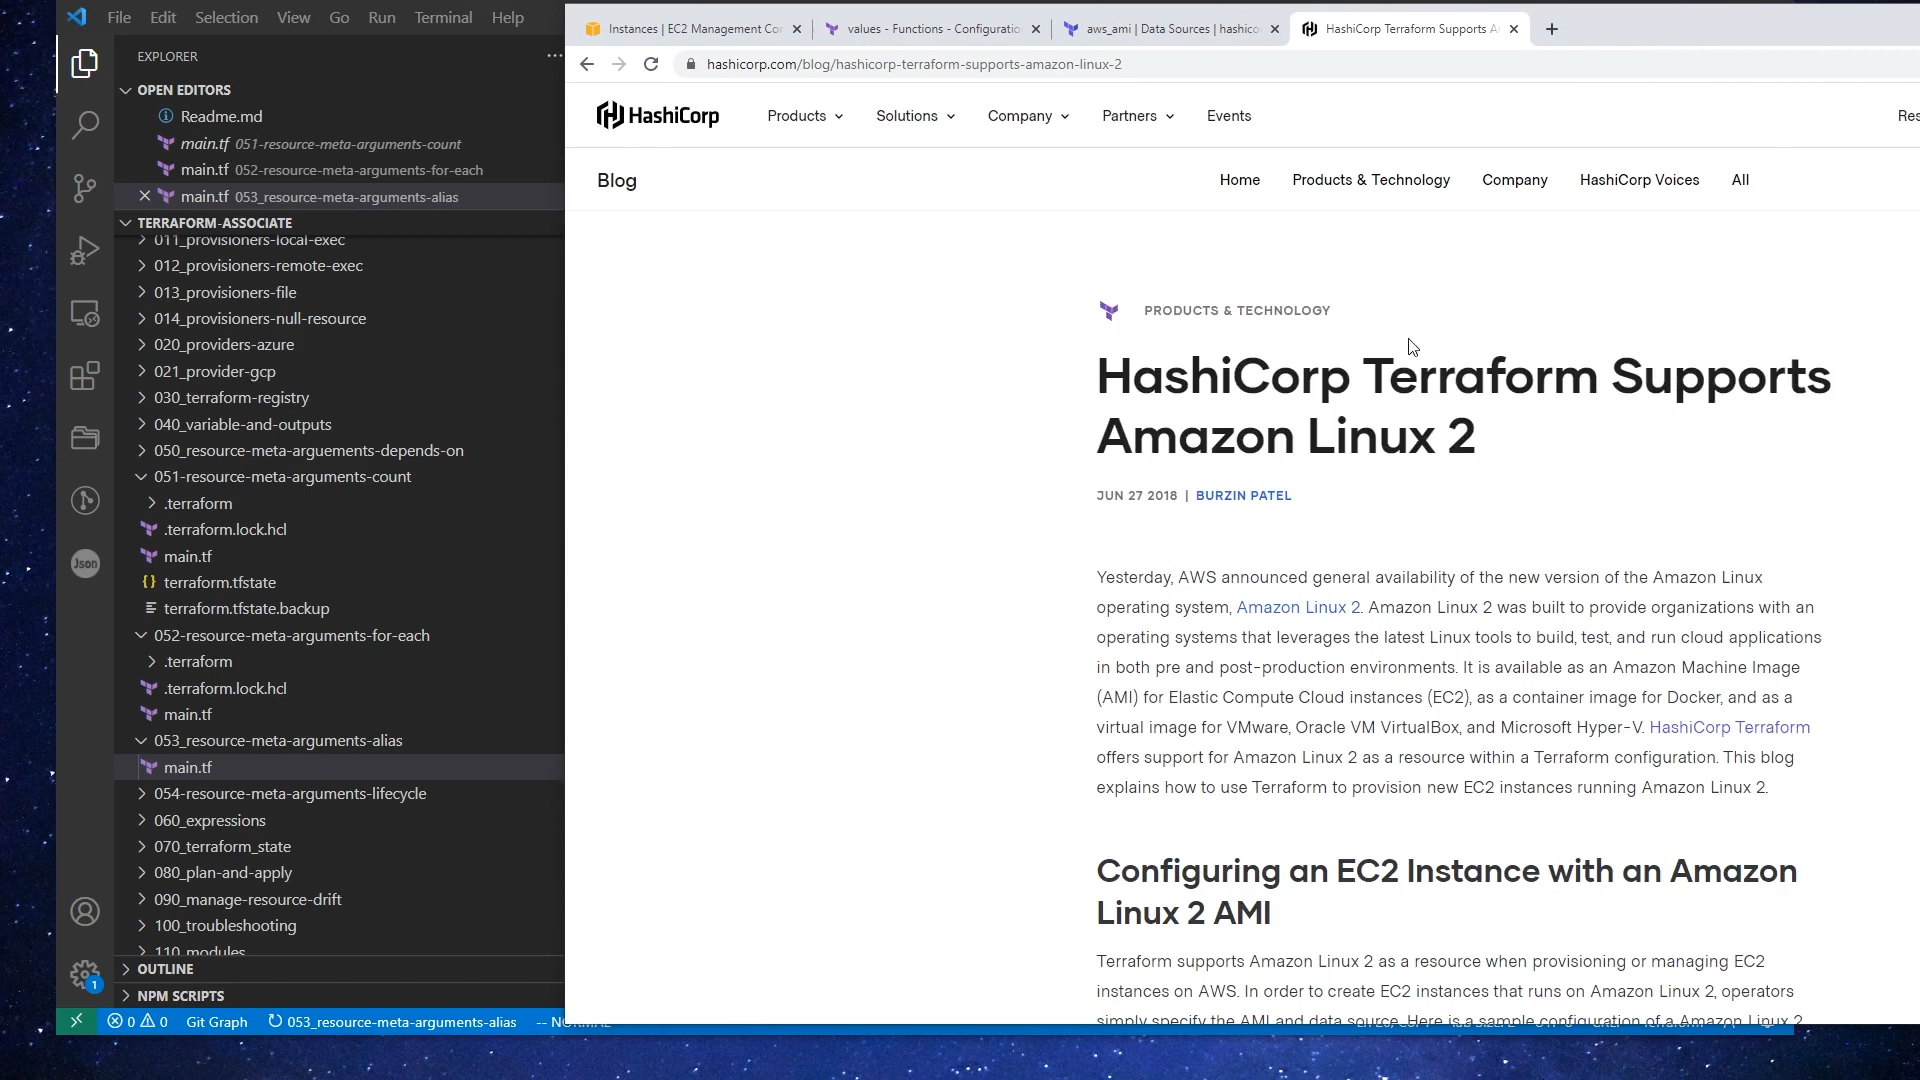 File Edit Selection View Go Run Terminal Help
EXPLORER
OPEN EDITORS
Readme.md
main.tf 051-resource-meta-arguments-count
main.tf 052-resource-meta-arguments-for-each
main.tf 053_resource-meta-arguments-alias
TERRAFORM-ASSOCIATE
011_provisioners-local-exec
012_provisioners-remote-exec
013_provisioners-file
014_provisioners-null-resource
020_providers-azure
021_provider-gcp
030_terraform-registry
040_variable-and-outputs
050_resource-meta-arguements-depends-on
051-resource-meta-arguments-count
.terraform
.terraform.lock.hcl
main.tf
terraform.tfstate
terraform.tfstate.backup
052-resource-meta-arguments-for-each
.terraform
.terraform.lock.hcl
main.tf
053_resource-meta-arguments-alias
main.tf
054-resource-meta-arguments-lifecycle
060_expressions
070_terraform_state
080_plan-and-apply
090_manage-resource-drift
100_troubleshooting
110_modules
OUTLINE
NPM SCRIPTS
Json
1
0 0 Git Graph 053_resource-meta-arguments-alias -- NORMAL
Instances | EC2 Management Con
values - Functions - Configuratio
aws_ami | Data Sources | hashico
HashiCorp Terraform Supports A
hashicorp.com/blog/hashicorp-terraform-supports-amazon-linux-2
HashiCorp Products Solutions Company Partners Events Res
Blog Home Products & Technology Company HashiCorp Voices All
PRODUCTS & TECHNOLOGY
HashiCorp Terraform Supports
Amazon Linux 2
JUN 27 2018 | BURZIN PATEL
Yesterday, AWS announced general availability of the new version of the Amazon Linux
operating system, Amazon Linux 2. Amazon Linux 2 was built to provide organizations with an
operating systems that leverages the latest Linux tools to build, test, and run cloud applications
in both pre and post-production environments. It is available as an Amazon Machine Image
(AMI) for Elastic Compute Cloud instances (EC2), as a container image for Docker, and as a
virtual image for VMware, Oracle VM VirtualBox, and Microsoft Hyper-V. HashiCorp Terraform
offers support for Amazon Linux 2 as a resource within a Terraform configuration. This blog
explains how to use Terraform to provision new EC2 instances running Amazon Linux 2.
Configuring an EC2 Instance with an Amazon
Linux 2 AMI
Terraform supports Amazon Linux 2 as a resource when provisioning or managing EC2
instances on AWS. In order to create EC2 instances that runs on Amazon Linux 2, operators
simply specify the AMI and data source. Here is a sample configuration of a Amazon Linux 2